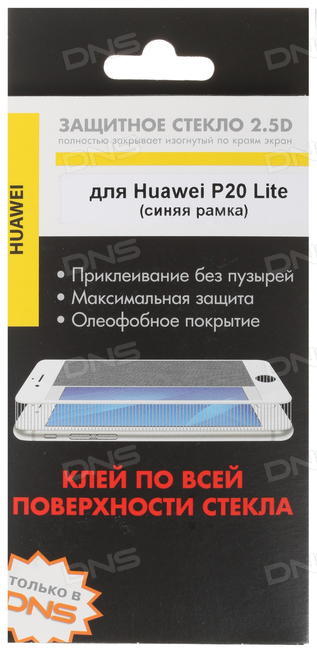 ЗАЩИТНОЕ СТЕКЛО 2.5D
полностью закрывает изогнутый по краям экран
HUAWEI
для Huawei P20 Lite
(синяя рамка)
• Приклеивание без пузырей
• Максимальная защита
• Олеофобное покрытие
КЛЕЙ ПО ВСЕЙ
ПОВЕРХНОСТИ СТЕКЛА
только в
DNS